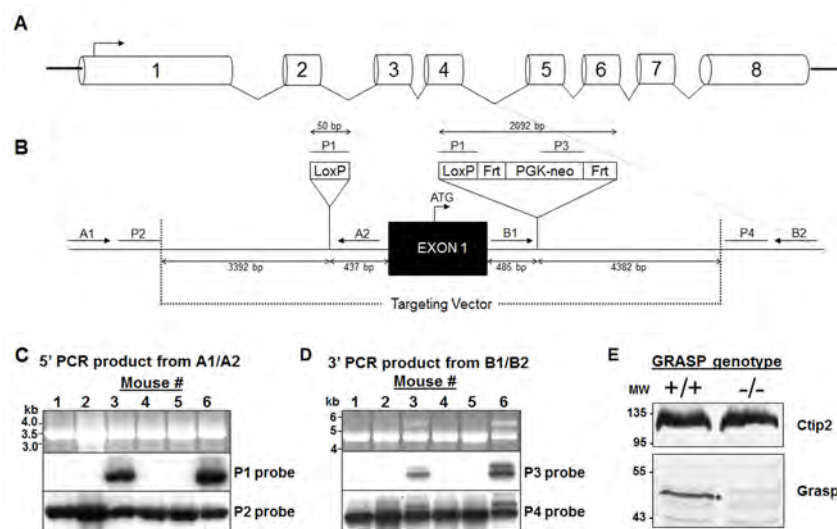 A
1 2 3 4 5 6 7 8
B
50 bp
P1
LoxP
2092 bp
P1 P3
LoxP Frt PGK-neo Frt
ATG
A1 P2 A2 EXON 1 B1 P4 B2
3392 bp 437 bp 485 bp 4382 bp
Targeting Vector
C
5' PCR product from A1/A2
Mouse #
1 2 3 4 5 6
kb
4.0
3.5
3.0
P1 probe
P2 probe
D
3' PCR product from B1/B2
Mouse #
1 2 3 4 5 6
kb
6
5
4
P3 probe
P4 probe
E
GRASP genotype
MW +/+ -/-
135
95
Ctip2
55
43
Grasp